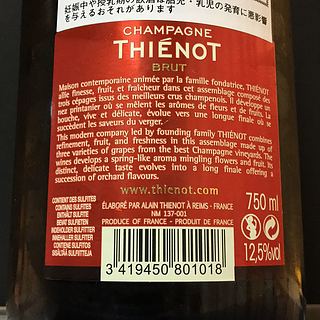 妊娠中や授乳期の飲酒は胎児・乳児の発育に悪影響
を与えるおそれがあります
CHAMPAGNE
THIÉNOT
BRUT
Maison contemporaine animée par la famille fondatrice, THIÉNOT
allie finesse, fruit, et fraîcheur dans cet assemblage composé des
trois cépages issus des meilleurs crus champenois. Il développe un
nez printanier où se mêlent les arômes de fleurs et de fruits. La
bouche, vive et délicate, évolue vers une longue finale où se
succèdent les saveurs du verger.
This modern company led by founding family THIÉNOT combines
refinement, fruit, and freshness in this assemblage made up of
three varieties of grapes from the best Champagne vineyards. The
wines develops a spring-like aroma mingling flowers and fruit. Its
distinct, delicate taste evolves into a long finale offering a
succession of orchard flavours.
www.thienot.com
CONTIENT DES SULFITES
CONTAINS SULFITES
ENTHÄLT SULFITE
BEVAT SULFIETEN
INDEHOLDER SULFITTER
INNEHALLER SULFITER
CONTIENE SULFITOS
SISÄLTÄÄ SULFIITTEJA
ÉLABORÉ PAR ALAIN THIÉNOT À REIMS - FRANCE
NM 137-001
PRODUCT OF FRANCE - PRODUIT DE FRANCE
750 ml
12,5%vol
3 419450 801018